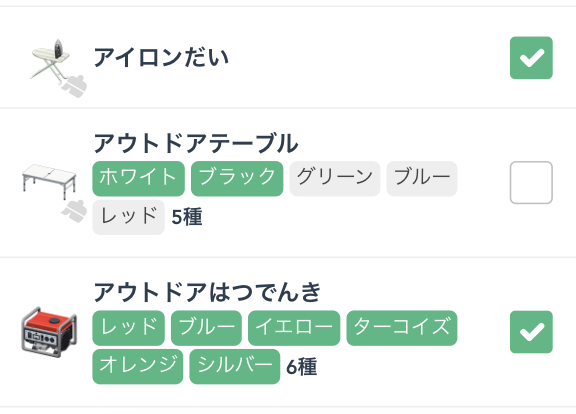 アイロンだい
アウトドアテーブル
ホワイト ブラック グリーン ブルー
レッド 5種
アウトドアはつでんき
レッド ブルー イエロー ターコイズ
オレンジ シルバー 6種